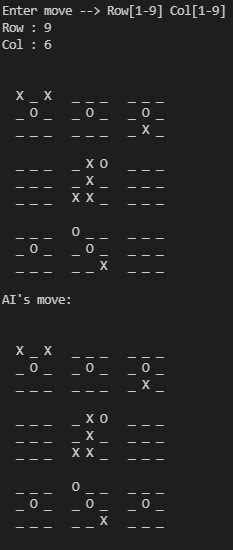 Enter move --> Row[1-9] Col[1-9]
Row : 9
Col : 6
X _ X _ _ _ _ _ _
_ O _ _ O _ _ O _
_ _ _ _ _ _ _ X _
_ _ _ _ X O _ _ _
_ _ _ _ X _ _ _ _
_ _ _ X X _ _ _ _
_ _ _ O _ _ _ _ _
_ O _ _ O _ _ _ _
_ _ _ _ _ X _ _ _
AI's move:
X _ X _ _ _ _ _ _
_ O _ _ O _ _ O _
_ _ _ _ _ _ _ X _
_ _ _ _ X O _ _ _
_ _ _ _ X _ _ _ _
_ _ _ X X _ _ _ _
_ _ _ O _ _ _ _ _
_ O _ _ O _ _ O _
_ _ _ _ _ X _ _ _